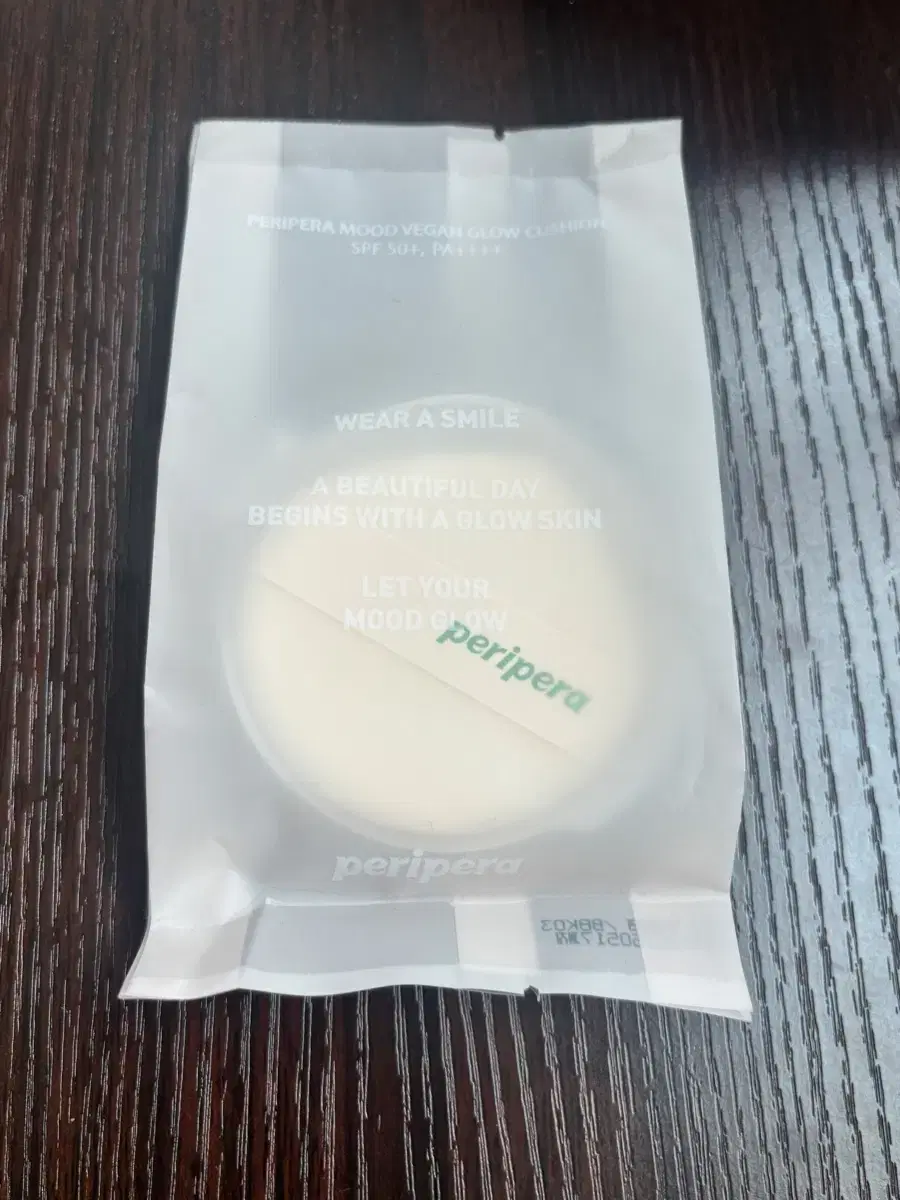 PERIPERA MOOD VEGAN GLOW CUSHION
SPF 50+, PA++++
WEAR A SMILE
A BEAUTIFUL DAY
BEGINS WITH A GLOW SKIN
LET YOUR
MOOD GLOW
peripera
peripera